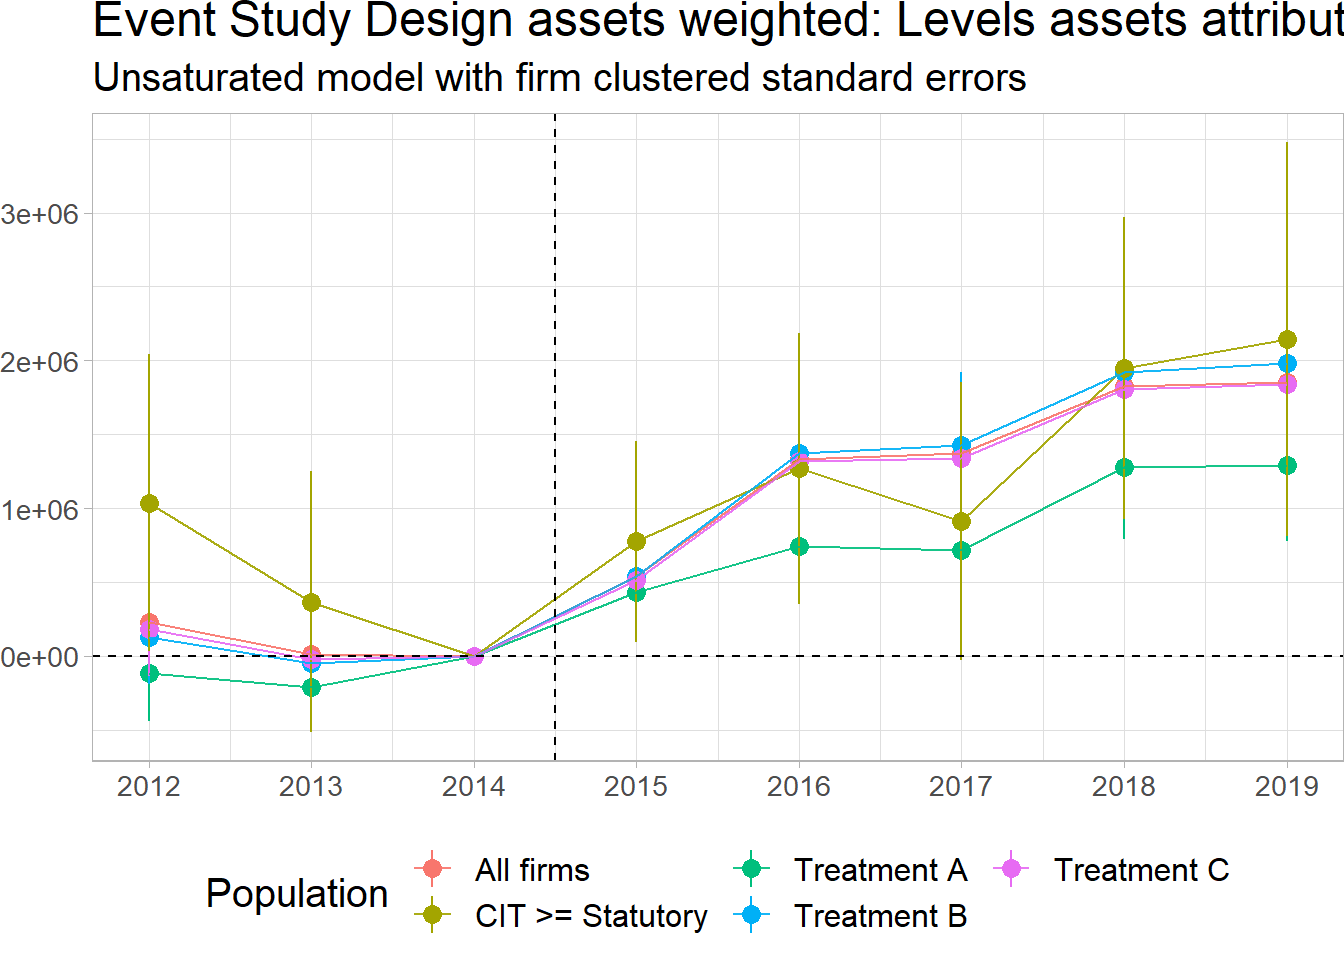 Event Study Design assets weighted: Levels assets attribut
Unsaturated model with firm clustered standard errors
3e+06
2e+06
1e+06
0e+00
2012 2013 2014 2015 2016 2017 2018 2019
Population
All firms
CIT >= Statutory
Treatment A
Treatment B
Treatment C